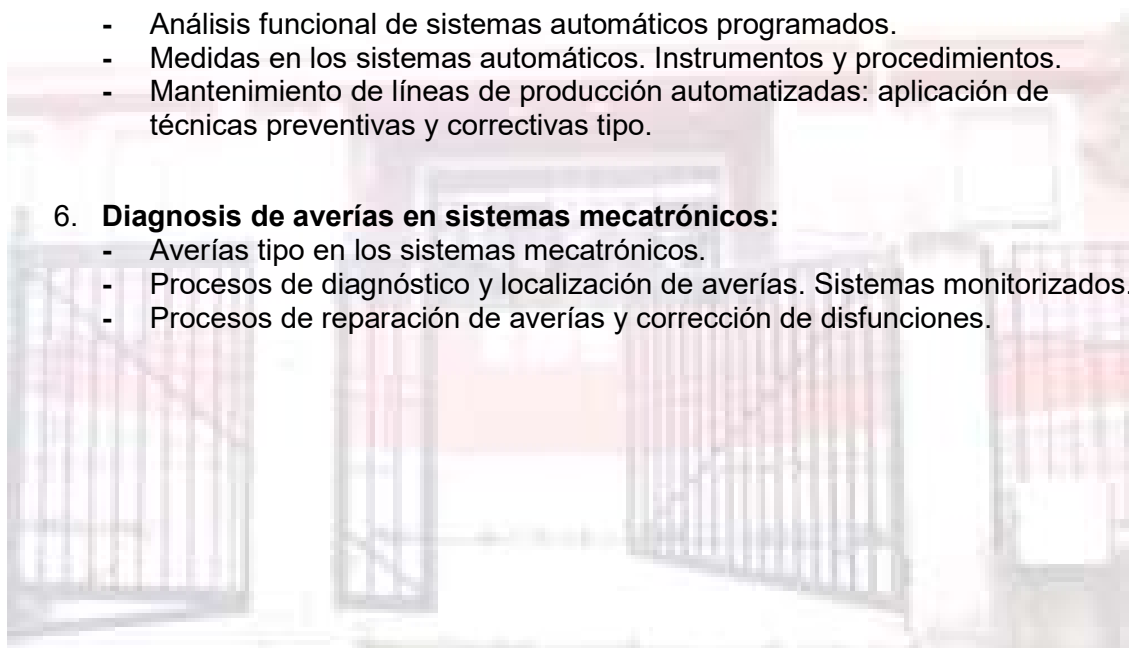 - Análisis funcional de sistemas automáticos programados.
- Medidas en los sistemas automáticos. Instrumentos y procedimientos.
- Mantenimiento de líneas de producción automatizadas: aplicación de
técnicas preventivas y correctivas tipo.
6. Diagnosis de averías en sistemas mecatrónicos:
- Averías tipo en los sistemas mecatrónicos.
- Procesos de diagnóstico y localización de averías. Sistemas monitorizados.
- Procesos de reparación de averías y corrección de disfunciones.